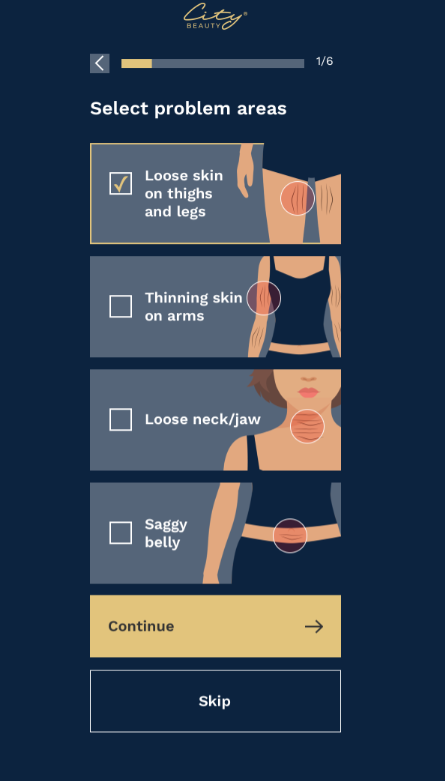 City®
BEAUTY
1/6
Select problem areas
Loose skin
on thighs
and legs
Thinning skin
on arms
Loose neck/jaw
Saggy
belly
Continue
Skip